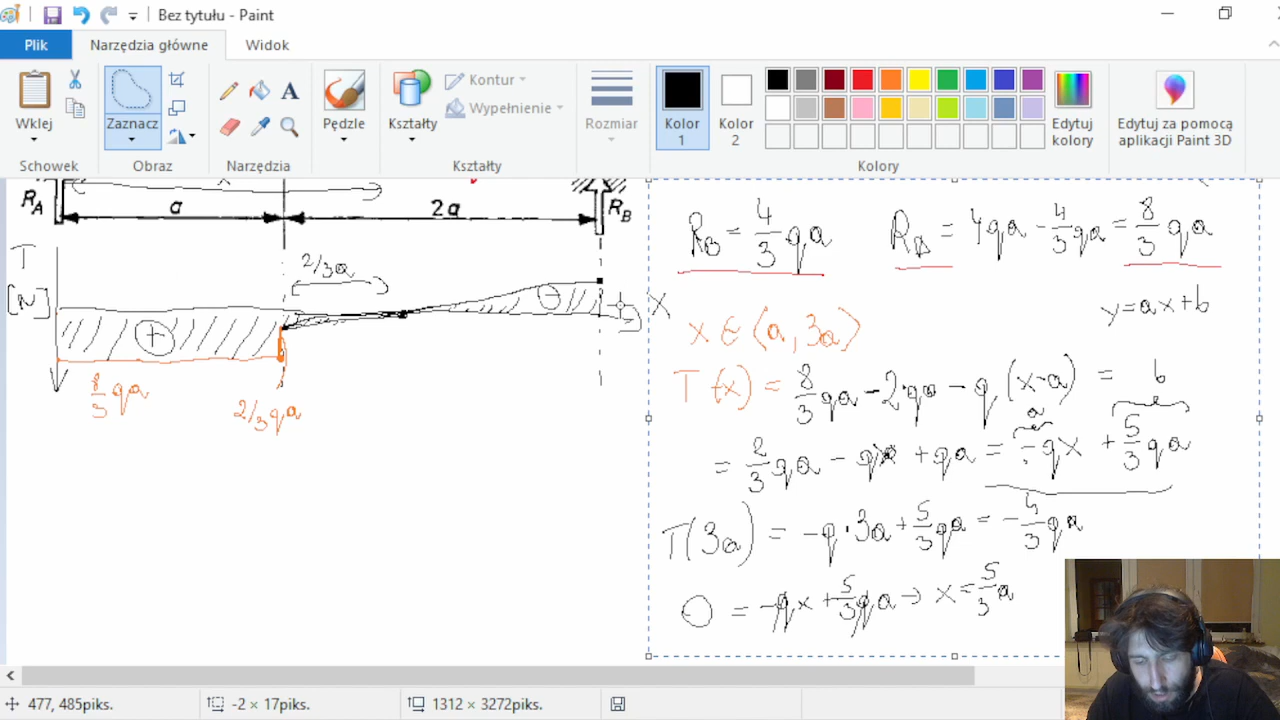 Bez tytułu - Paint
Plik Narzędzia główne Widok
Wklej Zaznacz Pędzle Kształty Kontur Wypełnienie Rozmiar Kolor 1 Kolor 2 Edytuj kolory Edytuj za pomocą aplikacji Paint 3D
Schowek Obraz Narzędzia Kształty Kolory
R_A a 2a R_B
R_B = 4/3 qa R_A = 4qa - 4/3 qa = 8/3 qa
T
[N]
2/3a
X
y=ax+b
x ∈ (a, 3a)
T(x) = 8/3 qa - 2·qa - q(x-a) =
b
a
= 2/3 qa - qx + qa = -qx + 5/3 qa
8/3 qa
2/3 qa
T(3a) = -q·3a + 5/3 qa = -4/3 qa
0 = -qx + 5/3 qa → x = 5/3 a
477, 485piks. -2 × 17piks. 1312 × 3272piks.